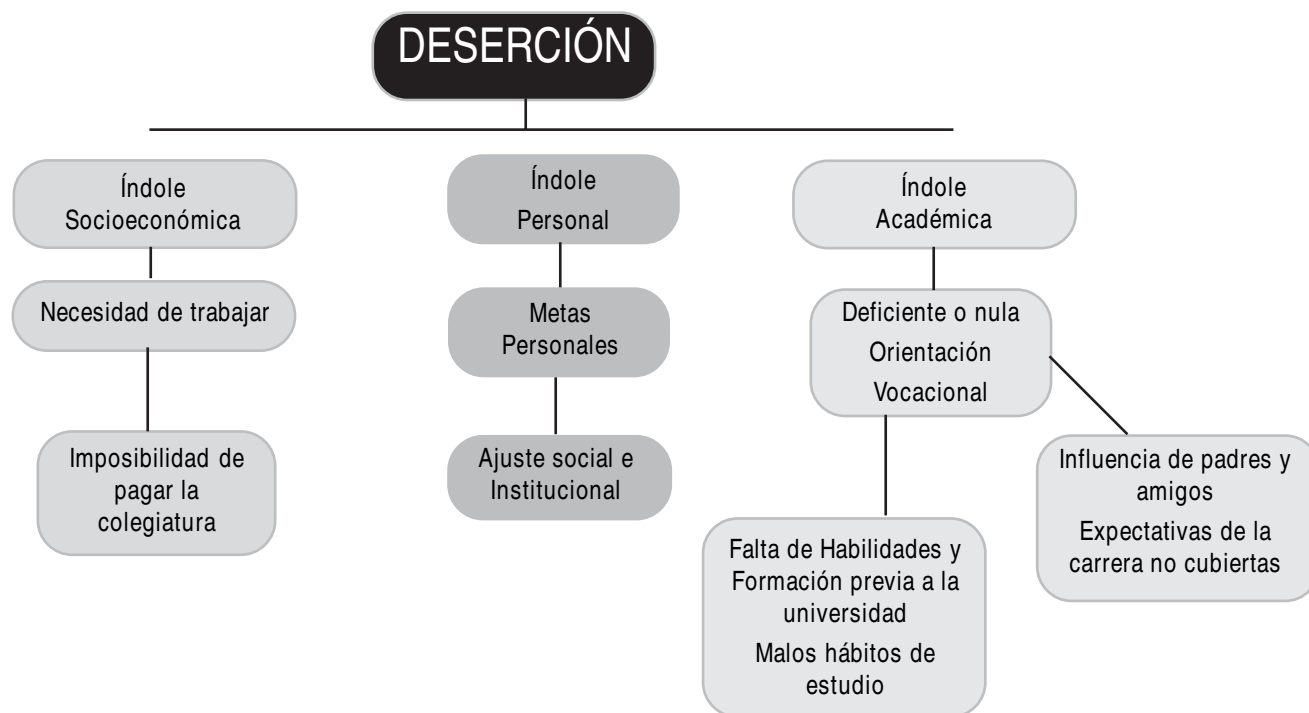 DESERCIÓN
Índole
Socioeconómica
Índole
Personal
Índole
Académica
Necesidad de trabajar
Metas
Personales
Deficiente o nula
Orientación
Vocacional
Imposibilidad de
pagar la
colegiatura
Ajuste social e
Institucional
Influencia de padres y
amigos
Expectativas de la
carrera no cubiertas
Falta de Habilidades y
Formación previa a la
universidad
Malos hábitos de
estudio